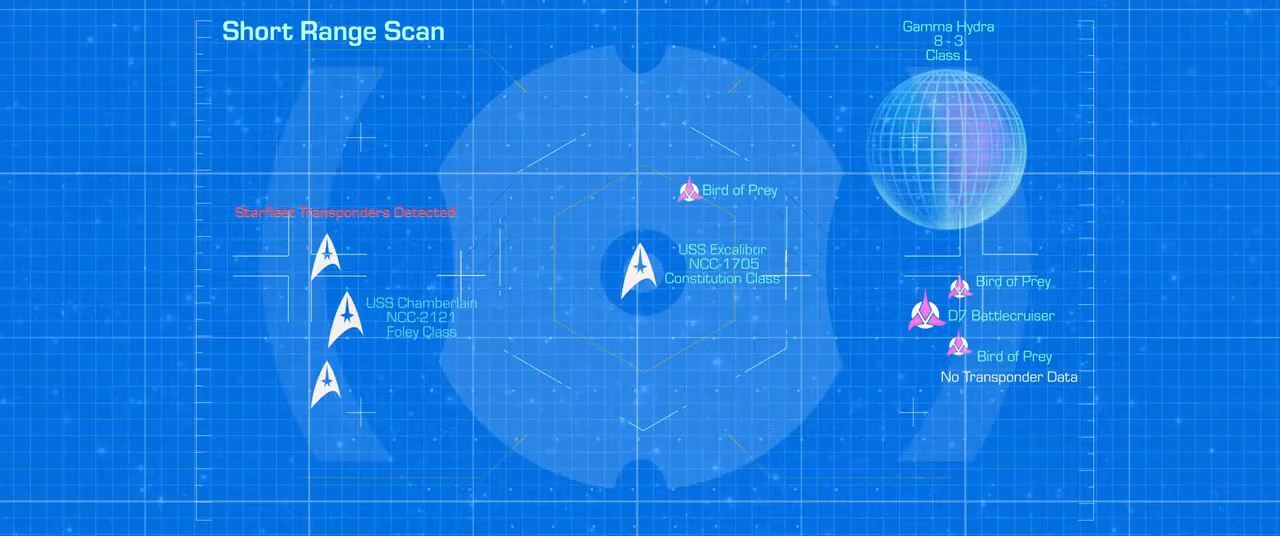 Short Range Scan
Gamma Hydra
8 - 3
Class L
Bird of Prey
Starfleet Transponders Detected
USS Excalibur
NCC-1705
Constitution Class
USS Chamberlain
NCC-2121
Foley Class
Bird of Prey
D7 Battlecruiser
Bird of Prey
No Transponder Data